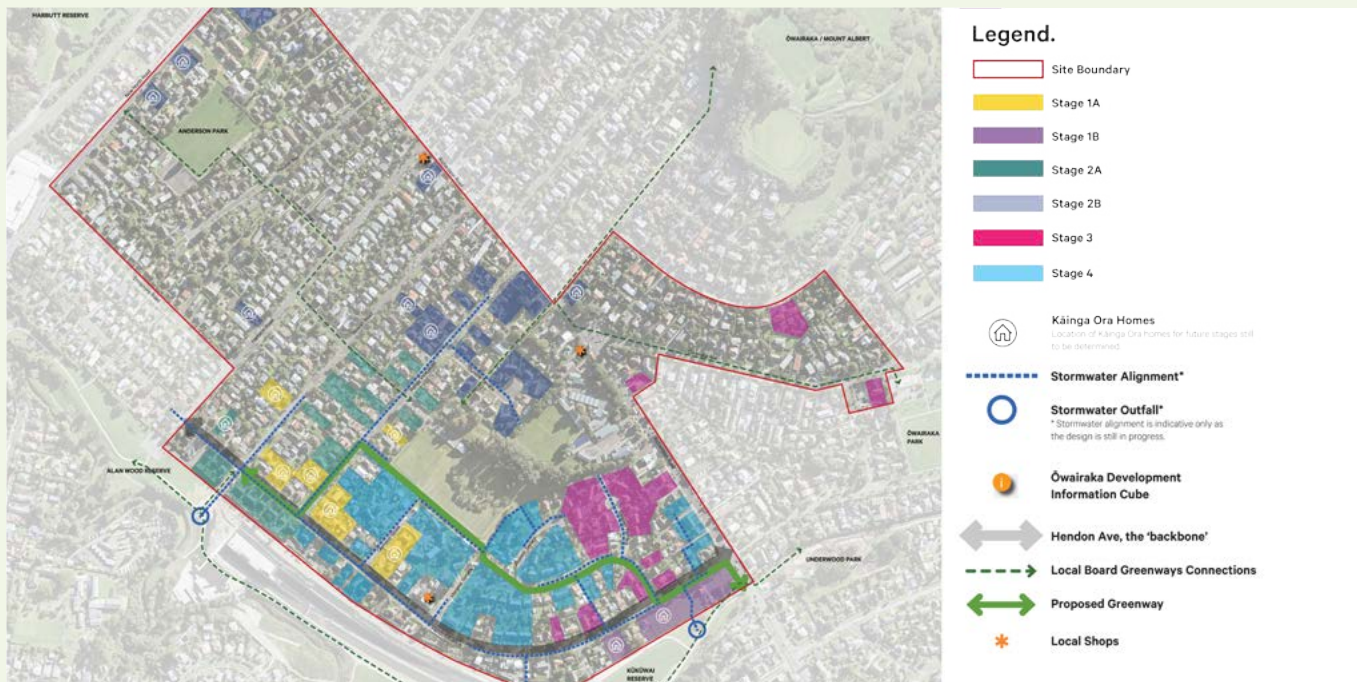 HARBUTT RESERVE
ŌWAIRAKA / MOUNT ALBERT
ANDERSON PARK
ŌWAIRAKA
PARK
ALAN WOOD RESERVE
UNDERWOOD PARK
KŪKŪWAI
RESERVE
Legend.
Site Boundary
Stage 1A
Stage 1B
Stage 2A
Stage 2B
Stage 3
Stage 4
Kāinga Ora Homes
Location of Kāinga Ora homes for future stages still
to be determined
Stormwater Alignment*
Stormwater Outfall*
* Stormwater alignment is indicative only as
the design is still in progress.
Ōwairaka Development
Information Cube
Hendon Ave, the ‘backbone’
Local Board Greenways Connections
Proposed Greenway
Local Shops